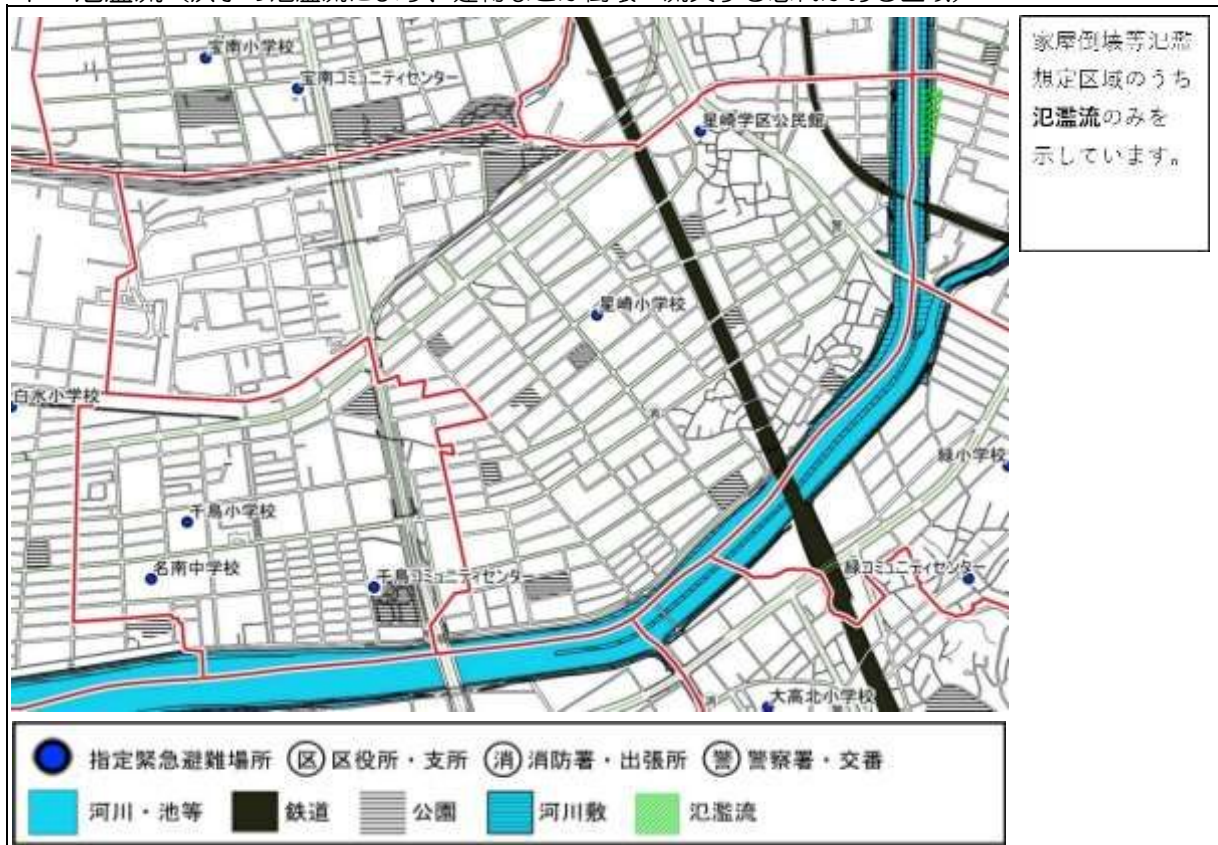 家屋倒壊等氾濫
想定区域のうち
氾濫流のみを
示しています。
宝南小学校
宝南コミュニティセンター
星崎学区公民館
星崎小学校
白水小学校
緑小学校
千鳥小学校
名南中学校
千鳥コミュニティセンター
緑コミュニティセンター
大高北小学校
指定緊急避難場所 区 区役所・支所 消 消防署・出張所 警 警察署・交番
河川・池等 鉄道 公園 河川敷 氾濫流